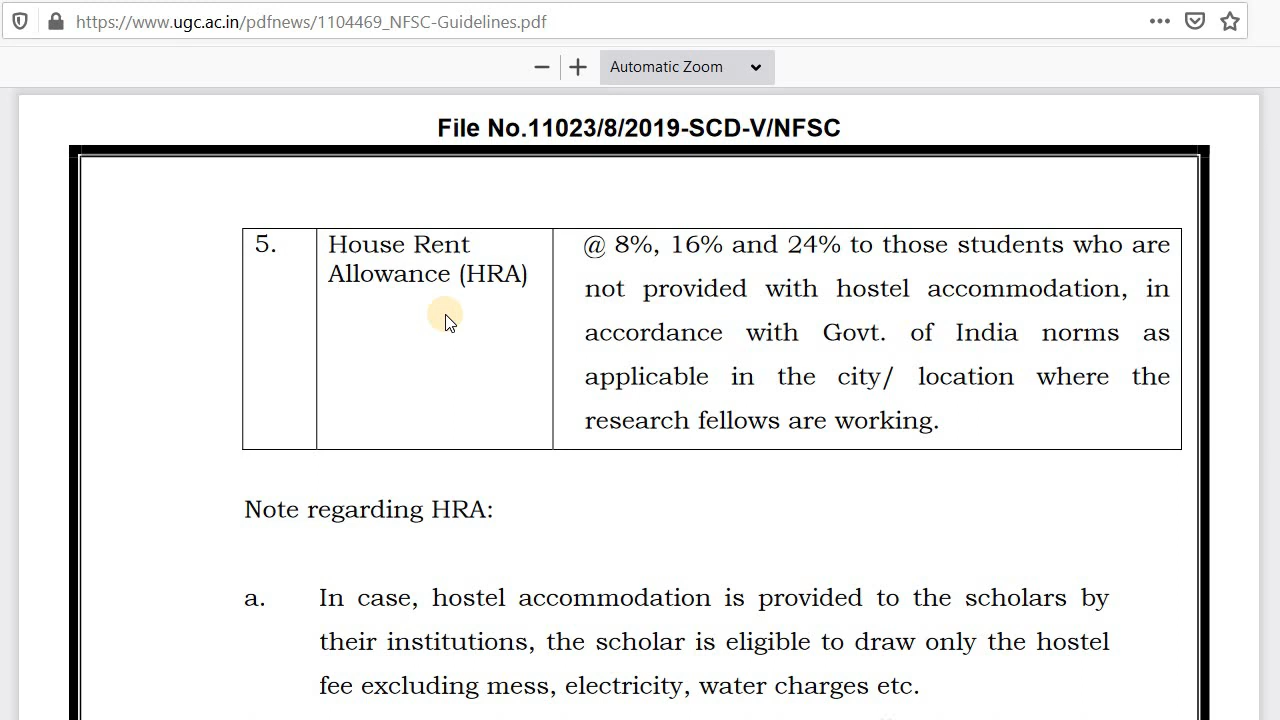 https://www.ugc.ac.in/pdfnews/1104469_NFSC-Guidelines.pdf
Automatic Zoom
File No.11023/8/2019-SCD-V/NFSC
5.
House Rent
Allowance (HRA)
@ 8%, 16% and 24% to those students who are
not provided with hostel accommodation, in
accordance with Govt. of India norms as
applicable in the city/ location where the
research fellows are working.
Note regarding HRA:
a. In case, hostel accommodation is provided to the scholars by
their institutions, the scholar is eligible to draw only the hostel
fee excluding mess, electricity, water charges etc.